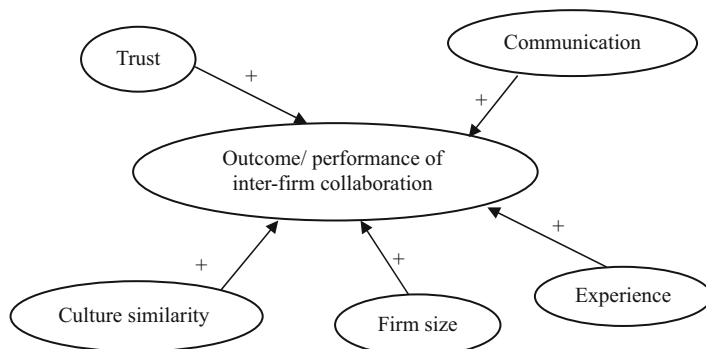 Communication
Trust
+
+
Outcome/ performance of
inter-firm collaboration
+
+
+
Culture similarity
Firm size
Experience